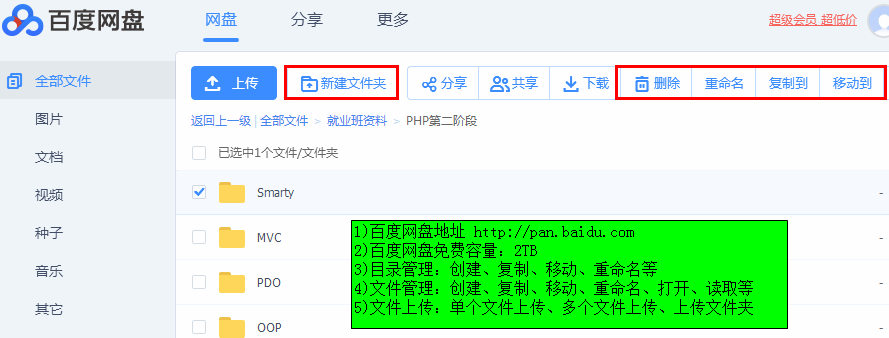 百度网盘 网盘 分享 更多 超级会员 超低价
全部文件 上传 新建文件夹 分享 共享 下载 删除 重命名 复制到 移动到
图片 返回上一级 | 全部文件 > 就业班资料 > PHP第二阶段
文档 已选中1个文件/文件夹
视频 Smarty -
种子 MVC -
音乐 PDO -
其它 OOP -
1)百度网盘地址 http://pan.baidu.com
2)百度网盘免费容量：2TB
3)目录管理：创建、复制、移动、重命名等
4)文件管理：创建、复制、移动、重命名、打开、读取等
5)文件上传：单个文件上传、多个文件上传、上传文件夹